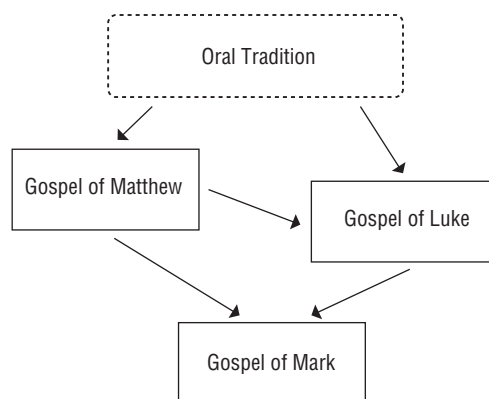 Oral Tradition
Gospel of Matthew
Gospel of Luke
Gospel of Mark